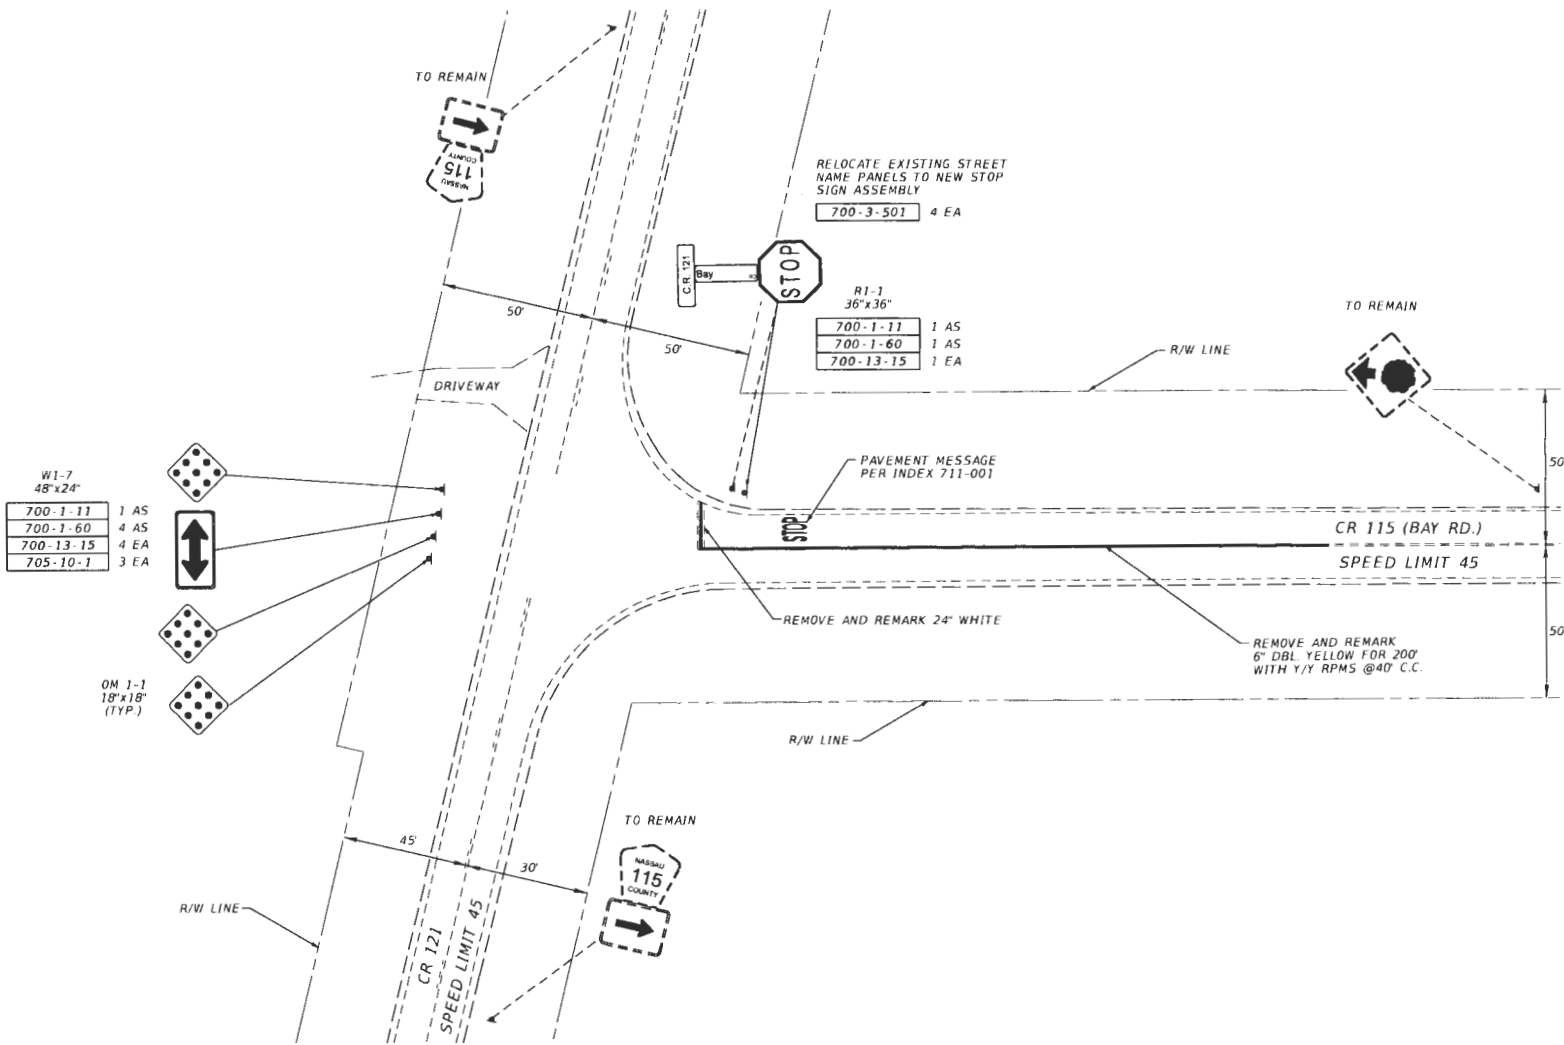 TO REMAIN
NASSAU
115
COUNTY
RELOCATE EXISTING STREET
NAME PANELS TO NEW STOP
SIGN ASSEMBLY
700-3-501 4 EA
C.R. 121
Bay
STOP
R1-1
36"x36"
700-1-11 1 AS
700-1-60 1 AS
700-13-15 1 EA
50'
50'
DRIVEWAY
R/W LINE
TO REMAIN
W1-7
48"x24"
700-1-11 1 AS
700-1-60 4 AS
700-13-15 4 EA
705-10-1 3 EA
PAVEMENT MESSAGE
PER INDEX 711-001
STOP
50
CR 115 (BAY RD.)
SPEED LIMIT 45
REMOVE AND REMARK 24" WHITE
REMOVE AND REMARK
6" DBL. YELLOW FOR 200'
WITH Y/Y RPMS @40' C.C.
50
OM 1-1
18"x18"
(TYP.)
R/W LINE
TO REMAIN
NASSAU
115
COUNTY
45'
30'
R/W LINE
CR 121
SPEED LIMIT 45